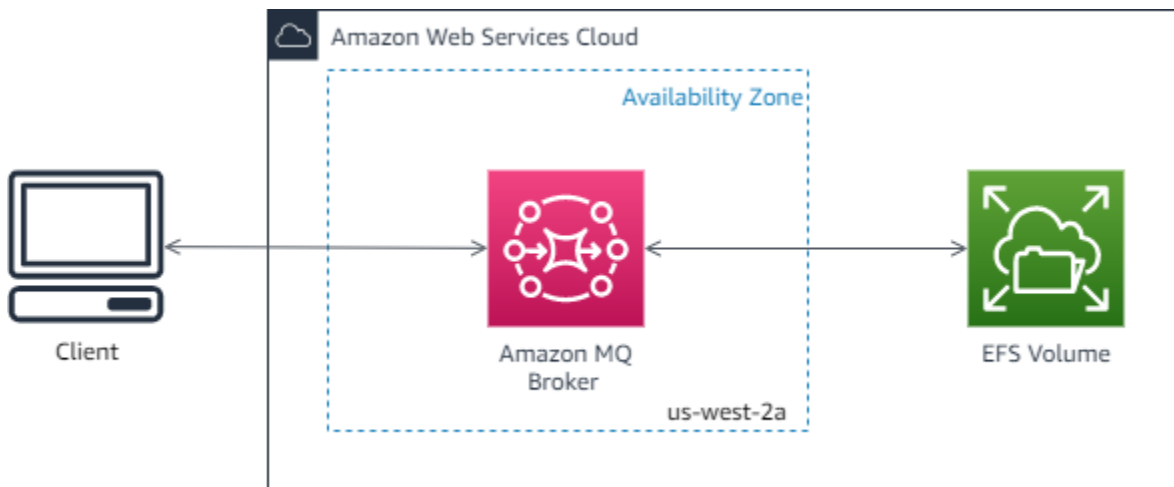 Amazon Web Services Cloud
Availability Zone
Client
Amazon MQ
Broker
EFS Volume
us-west-2a